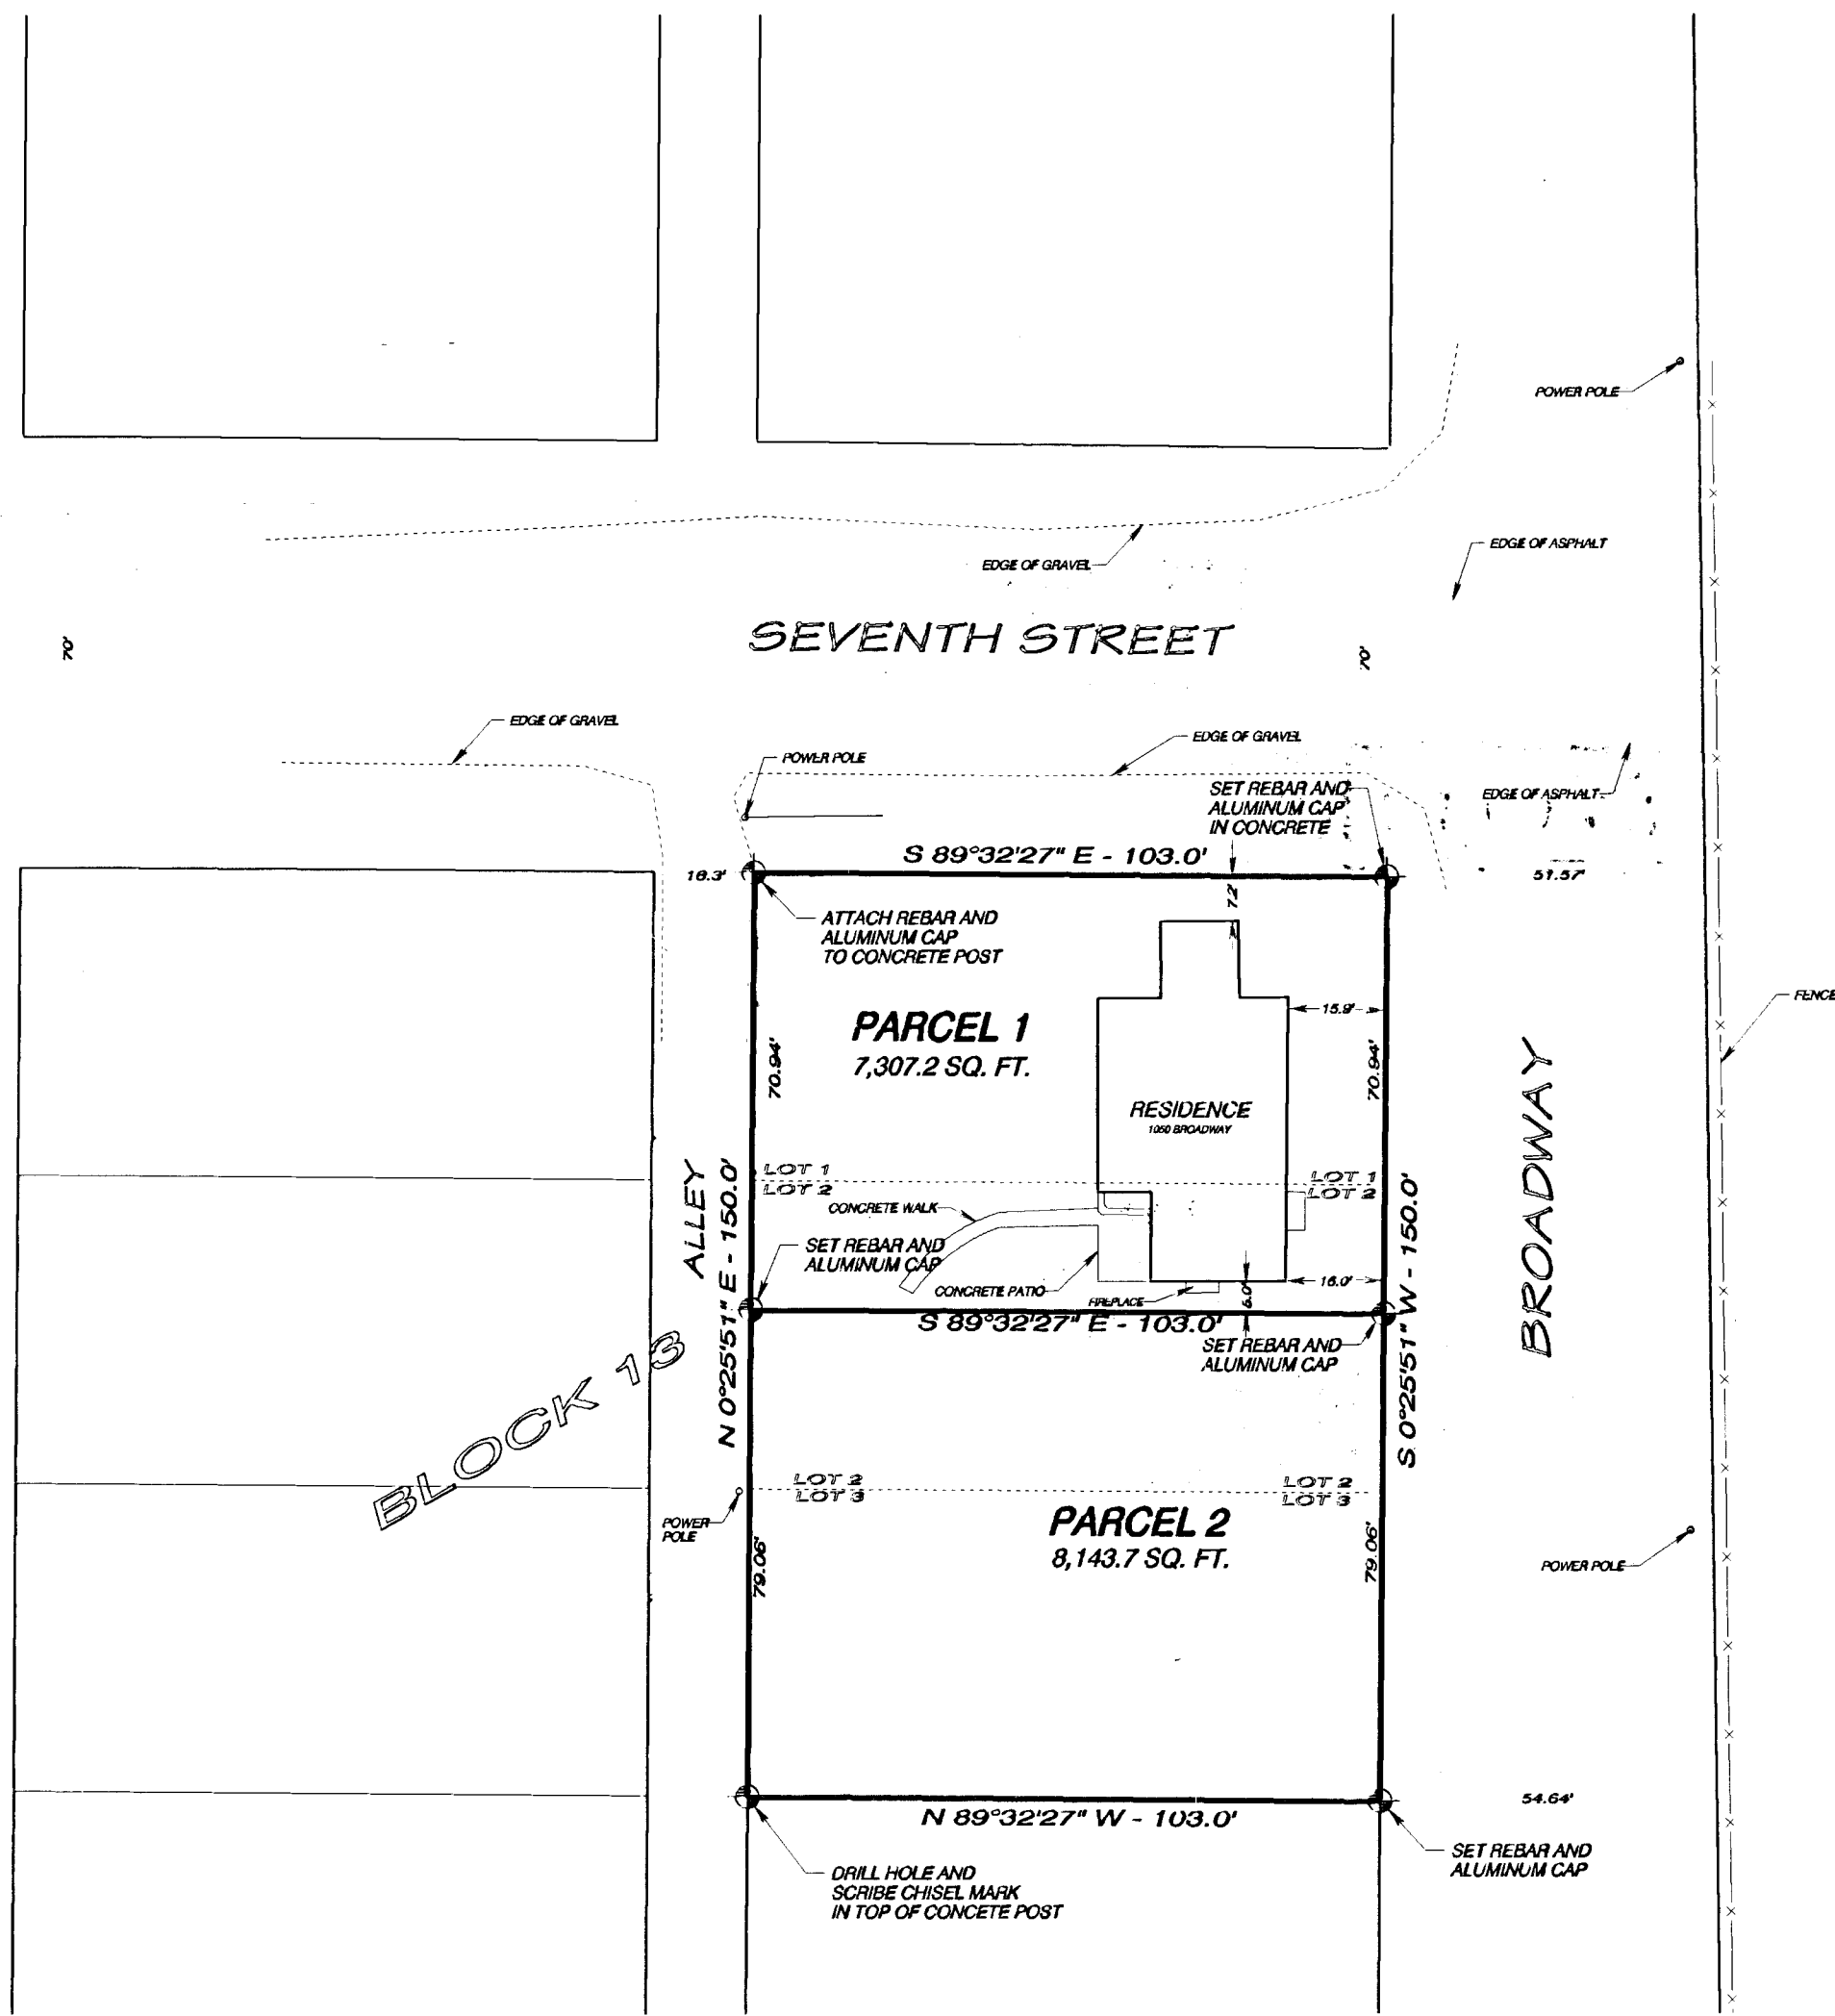 POWER POLE
EDGE OF ASPHALT
EDGE OF GRAVEL
SEVENTH STREET
70'
70'
EDGE OF GRAVEL
EDGE OF GRAVEL
POWER POLE
SET REBAR AND
ALUMINUM CAP
IN CONCRETE
EDGE OF ASPHALT
S 89°32'27" E - 103.0'
16.3'
51.57'
7.2'
ATTACH REBAR AND
ALUMINUM CAP
TO CONCRETE POST
FENCE
15.9'
PARCEL 1
7,307.2 SQ. FT.
70.94'
70.94'
RESIDENCE
1050 BROADWAY
BROADWAY
LOT 1
LOT 2
LOT 1
LOT 2
ALLEY
N 0°25'51" E - 150.0'
S 0°25'51" W - 150.0'
CONCRETE WALK
SET REBAR AND
ALUMINUM CAP
CONCRETE PATIO
FIREPLACE
5.0'
16.0'
S 89°32'27" E - 103.0'
SET REBAR AND
ALUMINUM CAP
BLOCK 13
LOT 2
LOT 3
LOT 2
LOT 3
POWER
POLE
PARCEL 2
8,143.7 SQ. FT.
79.06'
79.06'
POWER POLE
54.64'
N 89°32'27" W - 103.0'
SET REBAR AND
ALUMINUM CAP
DRILL HOLE AND
SCRIBE CHISEL MARK
IN TOP OF CONCETE POST